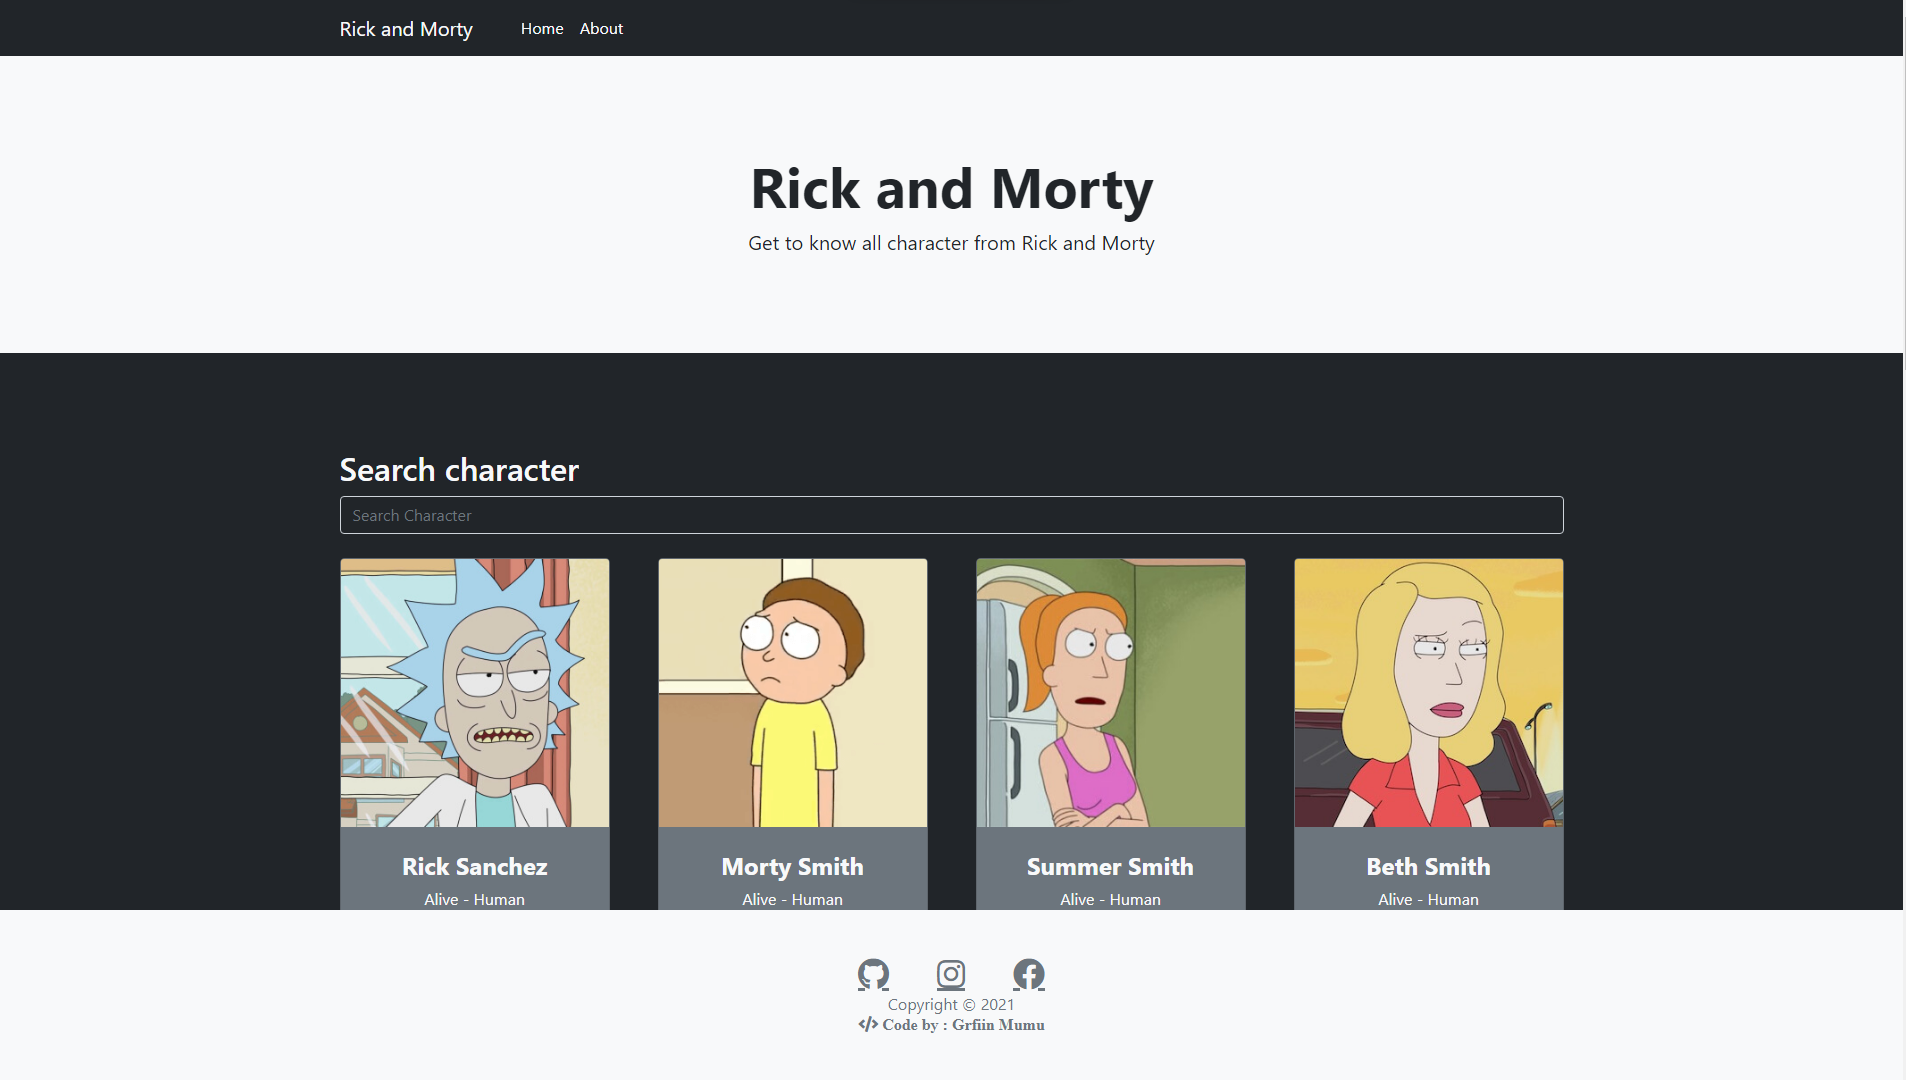 Rick and Morty
Home
About
Rick and Morty
Get to know all character from Rick and Morty
Search character
Search Character
Rick Sanchez
Alive - Human
Morty Smith
Alive - Human
Summer Smith
Alive - Human
Beth Smith
Alive - Human
Copyright © 2021
</> Code by : Grfiin Mumu